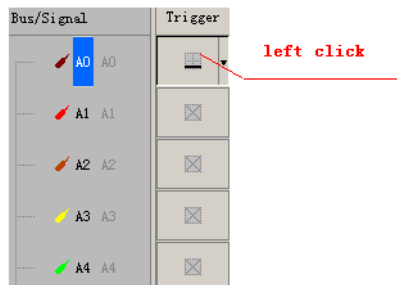 Bus/Signal Trigger
A0 A0 left click
A1 A1
A2 A2
A3 A3
A4 A4